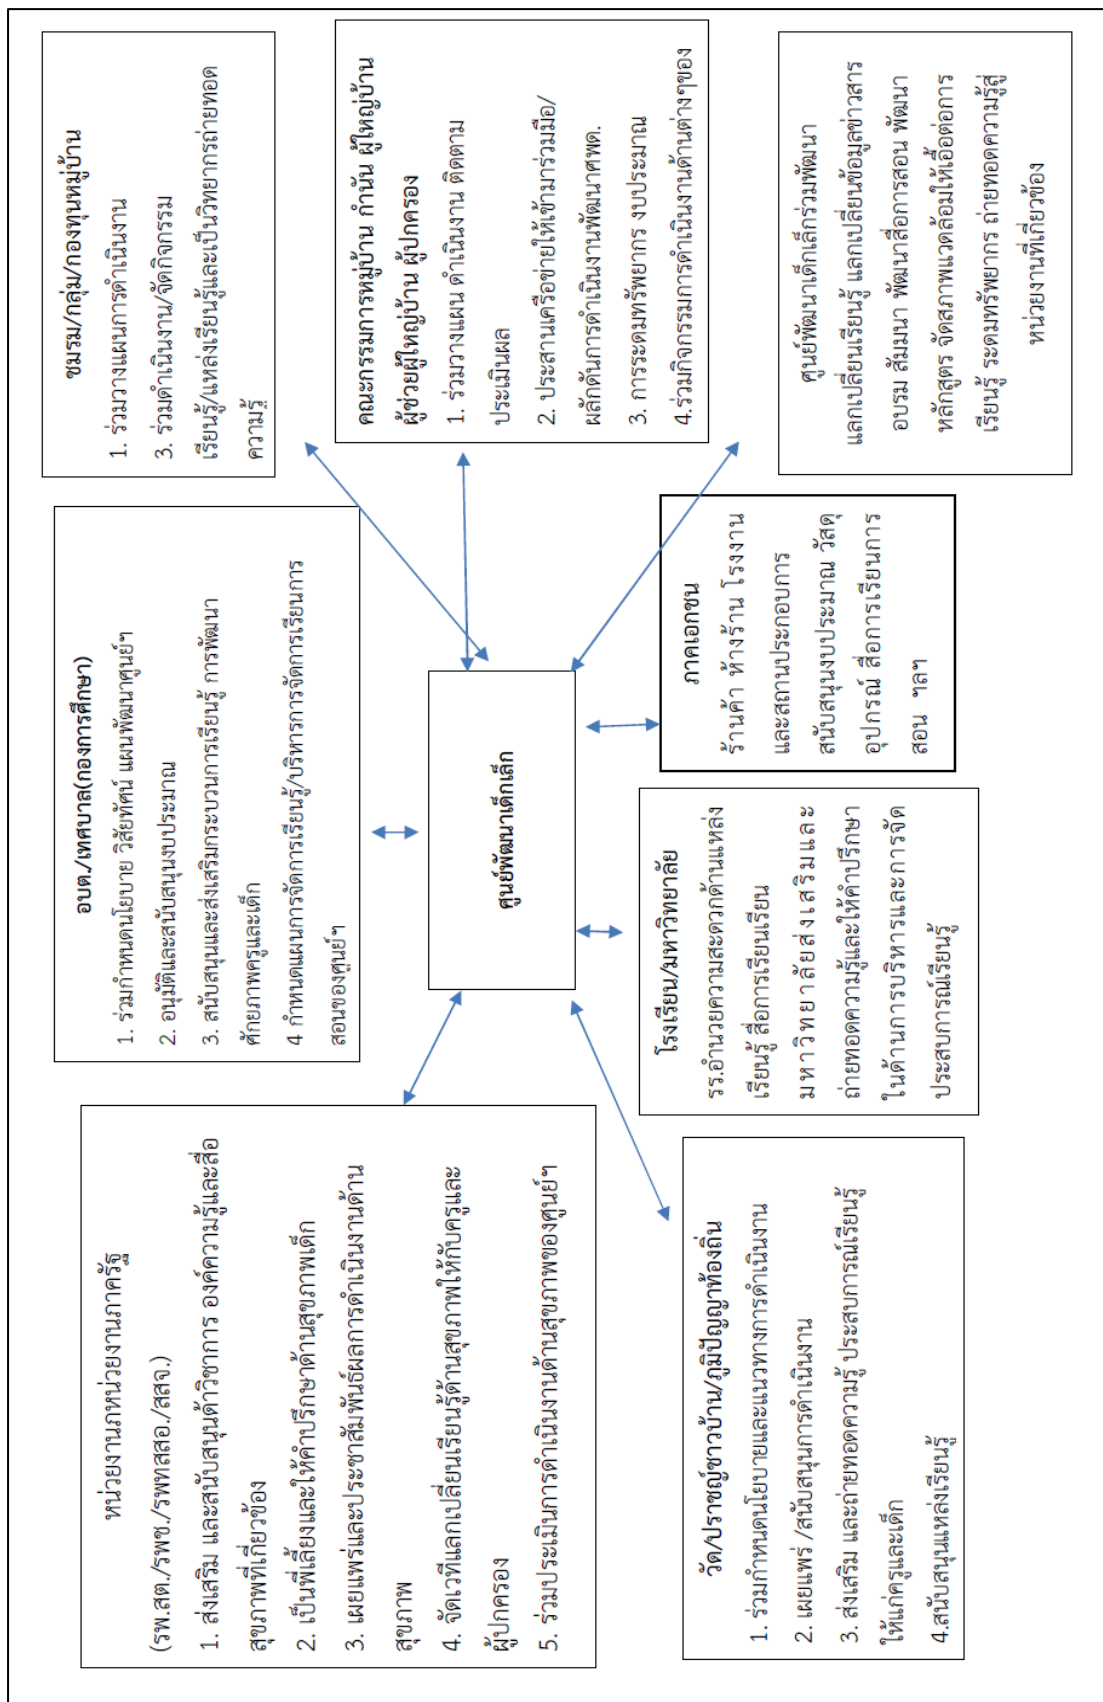 หน่วยงานภหน่วยงานภาครัฐ
(รพ.สต./รพช./รพทสสอ./สสจ.)
1. ส่งเสริม และสนับสนุนด้าวิชาการ องค์ความรู้และสื่อ
สุขภาพที่เกี่ยวข้อง
2. เป็นพี่เลี้ยงและให้คำปรึกษาด้านสุขภาพเด็ก
3. เผยแพร่และประชาสัมพันธ์ผลการดำเนินงานด้าน
สุขภาพ
4. จัดเวทีแลกเปลี่ยนเรียนรู้ด้านสุขภาพให้กับครูและ
ผู้ปกครอง
5. ร่วมประเมินการดำเนินงานด้านสุขภาพของศูนย์ฯ
อบต./เทศบาล(กองการศึกษา)
1. ร่วมกำหนดนโยบาย วิสัยทัศน์ แผนพัฒนาศูนย์ฯ
2. อนุมัติและสนับสนุนงบประมาณ
3. สนับสนุนและส่งเสริมกระบวนการเรียนรู้ การพัฒนา
ศักยภาพครูและเด็ก
4 กำหนดแผนการจัดการเรียนรู้/บริหารการจัดการเรียนการ
สอนของศูนย์ฯ
ชมรม/กลุ่ม/กองทุนหมู่บ้าน
1. ร่วมวางแผนการดำเนินงาน
3. ร่วมดำเนินงาน/จัดกิจกรรม
เรียนรู้/แหล่งเรียนรู้และเป็นวิทยากรถ่ายทอด
ความรู้
คณะกรรมการหมู่บ้าน กำนัน ผู้ใหญ่บ้าน
ผู้ช่วยผู้ใหญ่บ้าน ผู้ปกครอง
1. ร่วมวางแผน ดำเนินงาน ติดตาม
ประเมินผล
2. ประสานเครือข่ายให้เข้ามาร่วมมือ/
ผลักดันการดำเนินงานพัฒนาศพด.
3. การระดมทรัพยากร งบประมาณ
4.ร่วมกิจกรรมการดำเนินงานด้านต่างๆของ
ศูนย์พัฒนาเด็กเล็ก
วัด/ปราชญ์ชาวบ้าน/ภูมิปัญญาท้องถิ่น
1. ร่วมกำหนดนโยบายและแนวทางการดำเนินงาน
2. เผยแพร่ /สนับสนุนการดำเนินงาน
3. ส่งเสริม และถ่ายทอดความรู้ ประสบการณ์เรียนรู้
ให้แก่ครูและเด็ก
4.สนับสนุนแหล่งเรียนรู้
โรงเรียน/มหาวิทยาลัย
รร.อำนวยความสะดวกด้านแหล่ง
เรียนรู้ สื่อการเรียนเรียน
มหาวิทยาลัยส่งเสริมและ
ถ่ายทอดความรู้และให้คำปรึกษา
ในด้านการบริหารและการจัด
ประสบการณ์เรียนรู้
ภาคเอกชน
ร้านค้า ห้างร้าน โรงงาน
และสถานประกอบการ
สนับสนุนงบประมาณ วัสดุ
อุปกรณ์ สื่อการเรียนการ
สอน ฯลฯ
ศูนย์พัฒนาเด็กเล็กร่วมพัฒนา
แลกเปลี่ยนเรียนรู้ แลกเปลี่ยนข้อมูลข่าวสาร
อบรม สัมมนา พัฒนาสื่อการสอน พัฒนา
หลักสูตร จัดสภาพแวดล้อมให้เอื้อต่อการ
เรียนรู้ ระดมทรัพยากร ถ่ายทอดความรู้สู่
หน่วยงานที่เกี่ยวข้อง